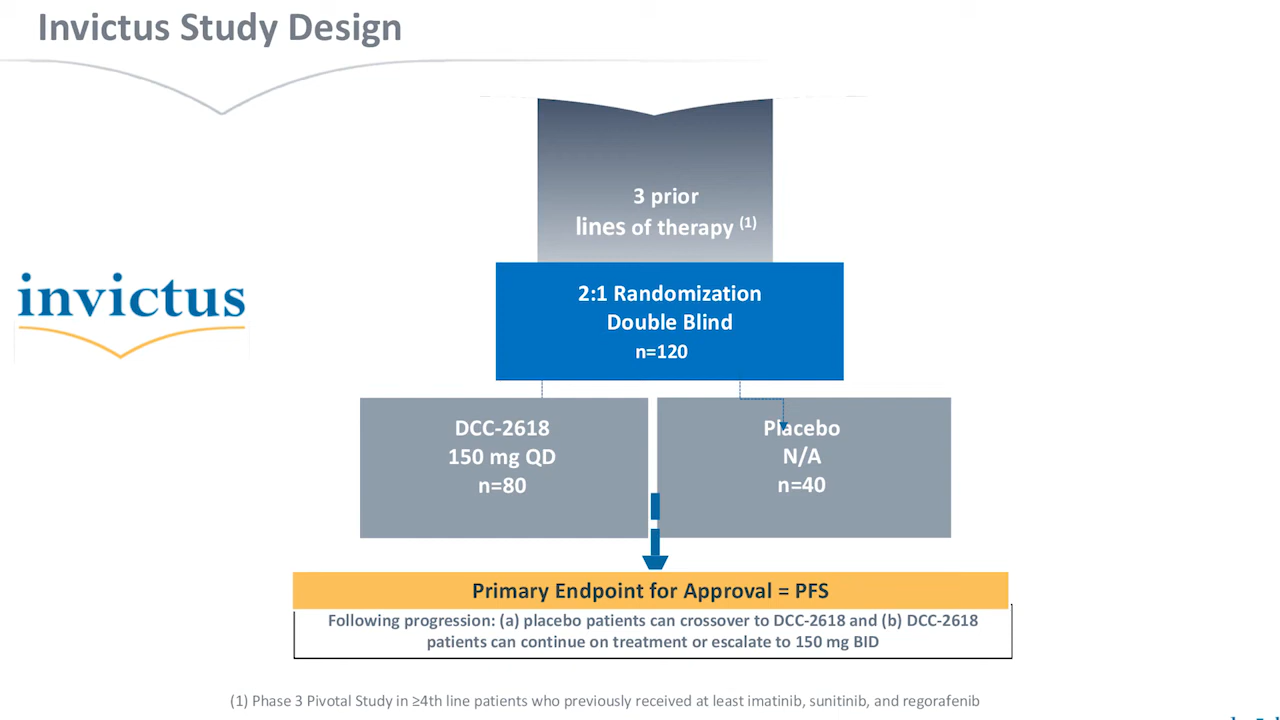 Invictus Study Design
3 prior
lines of therapy (1)
invictus
2:1 Randomization
Double Blind
n=120
DCC-2618
150 mg QD
n=80
Placebo
N/A
n=40
Primary Endpoint for Approval = PFS
Following progression: (a) placebo patients can crossover to DCC-2618 and (b) DCC-2618
patients can continue on treatment or escalate to 150 mg BID
(1) Phase 3 Pivotal Study in ≥4th line patients who previously received at least imatinib, sunitinib, and regorafenib